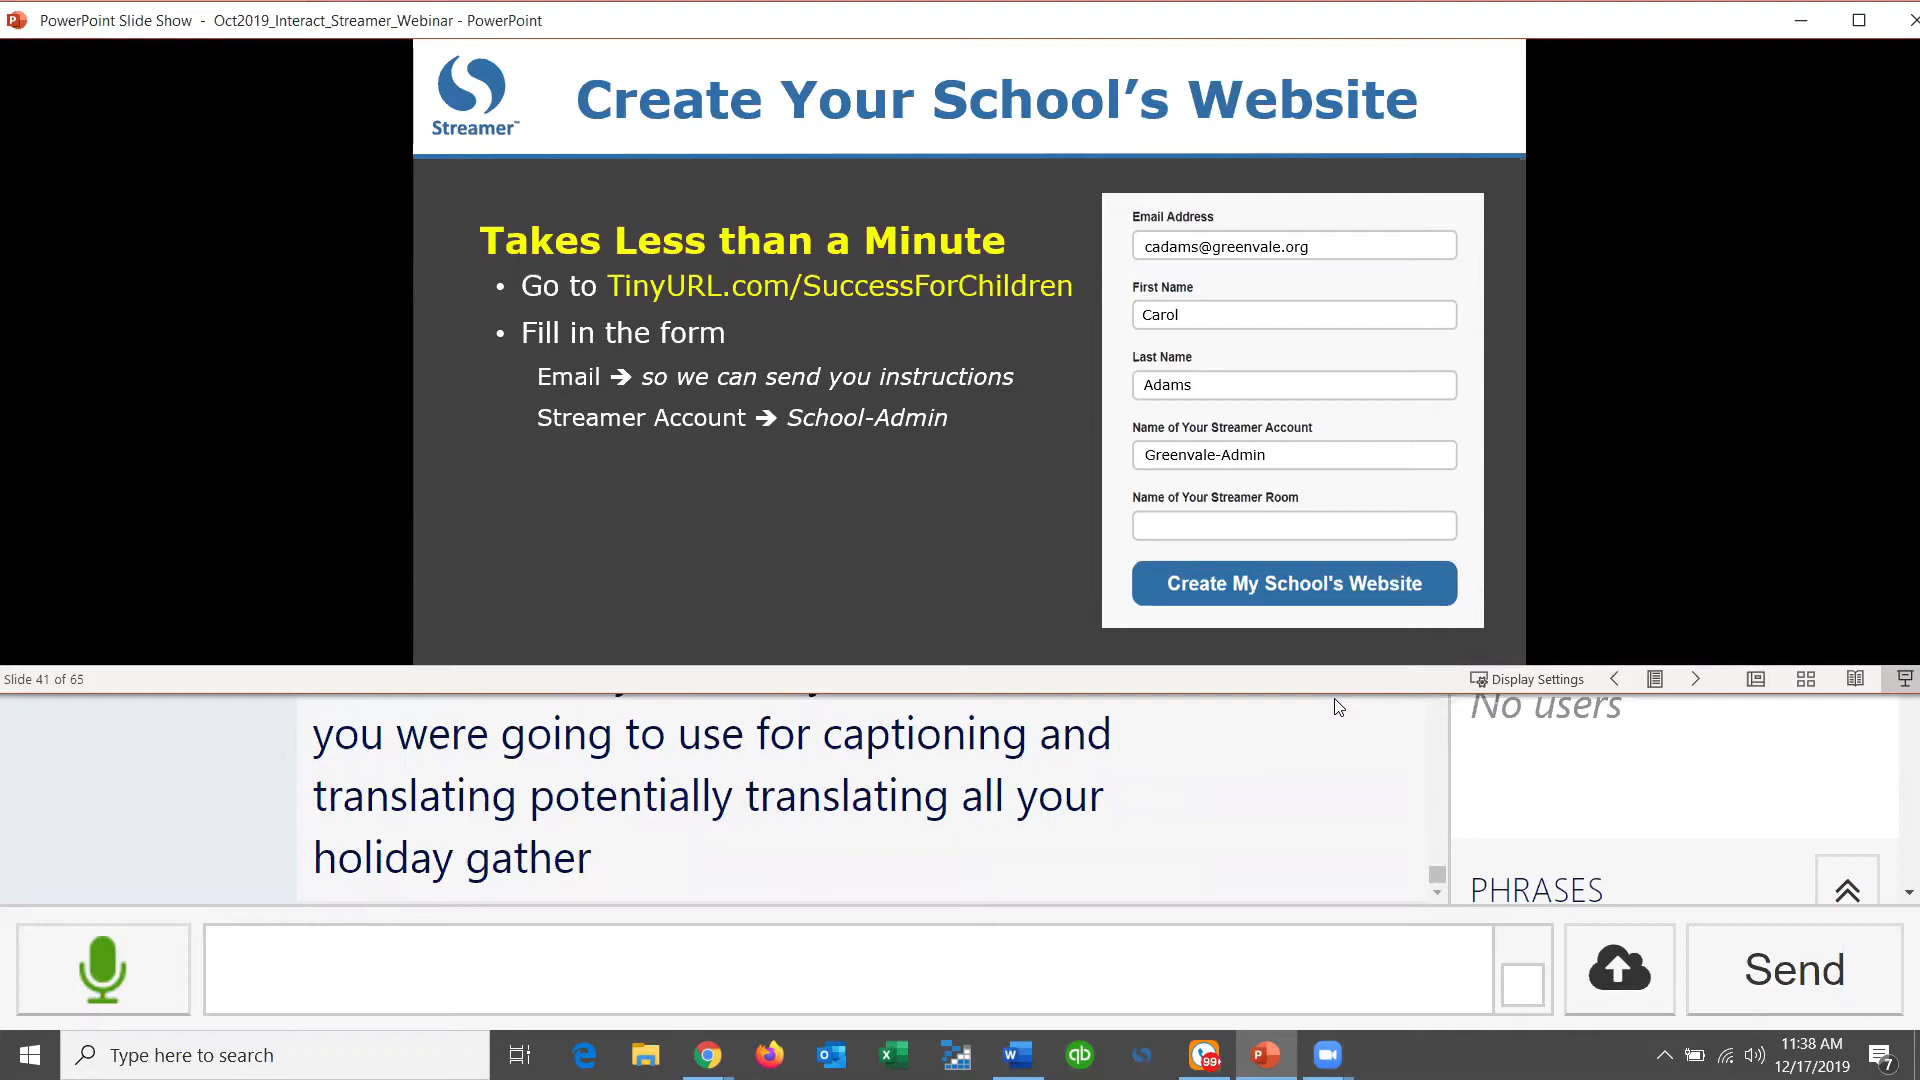 PowerPoint Slide Show - Oct2019_Interact_Streamer_Webinar - PowerPoint
Streamer™
Create Your School’s Website
Takes Less than a Minute
• Go to TinyURL.com/SuccessForChildren
• Fill in the form
Email ➔ so we can send you instructions
Streamer Account ➔ School-Admin
Email Address
cadams@greenvale.org
First Name
Carol
Last Name
Adams
Name of Your Streamer Account
Greenvale-Admin
Name of Your Streamer Room
Create My School's Website
Slide 41 of 65
Display Settings
you were going to use for captioning and
translating potentially translating all your
holiday gather
No users
PHRASES
Send
Type here to search
99
11:38 AM
12/17/2019
7